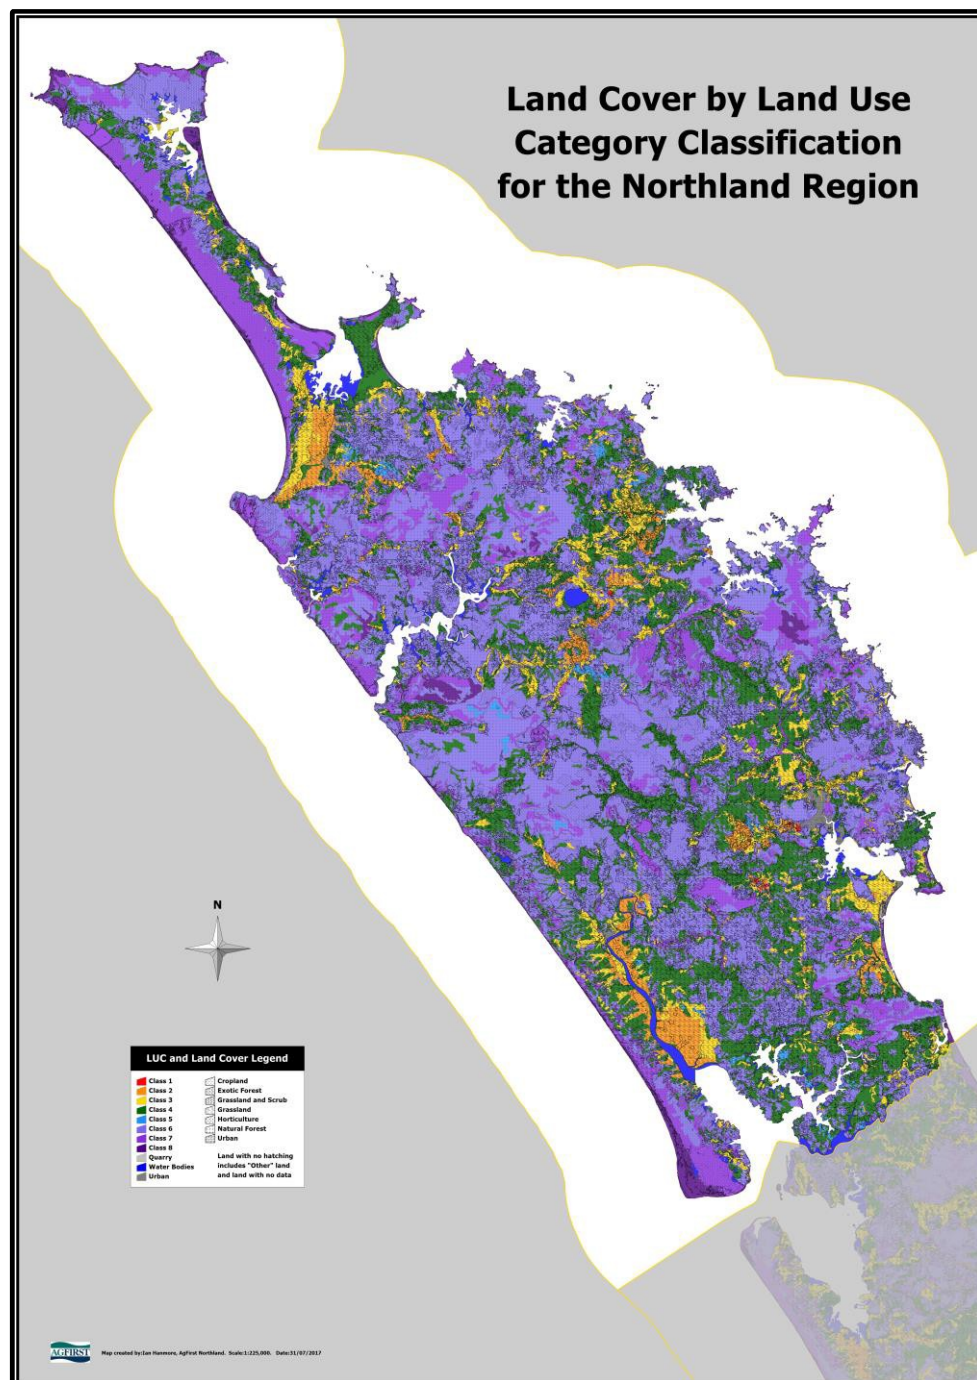 Land Cover by Land Use
Category Classification
for the Northland Region
N
LUC and Land Cover Legend
Class 1
Class 2
Class 3
Class 4
Class 5
Class 6
Class 7
Class 8
Quarry
Water Bodies
Urban
Cropland
Exotic Forest
Grassland and Scrub
Grassland
Horticulture
Natural Forest
Urban
Land with no hatching
includes "Other" land
and land with no data
AGFIRST
Map created by:Ian Hanmore, AgFirst Northland. Scale:1:225,000. Date:31/07/2017